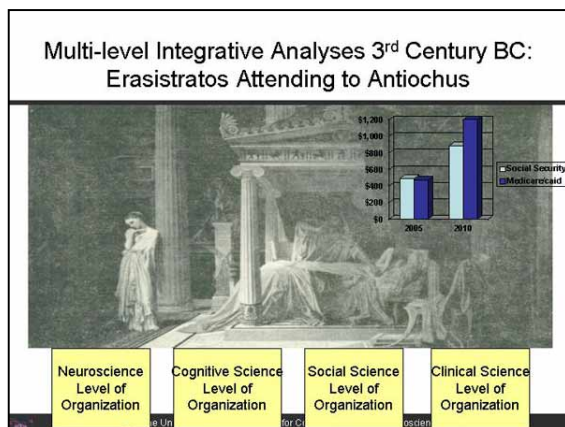 Multi-level Integrative Analyses 3rd Century BC:
Erasistratos Attending to Antiochus
$1,200
$1,000
$800
$600
$400
$200
$0
2005 2010
Social Security
Medicare/caid
Neuroscience
Level of
Organization
Cognitive Science
Level of
Organization
Social Science
Level of
Organization
Clinical Science
Level of
Organization